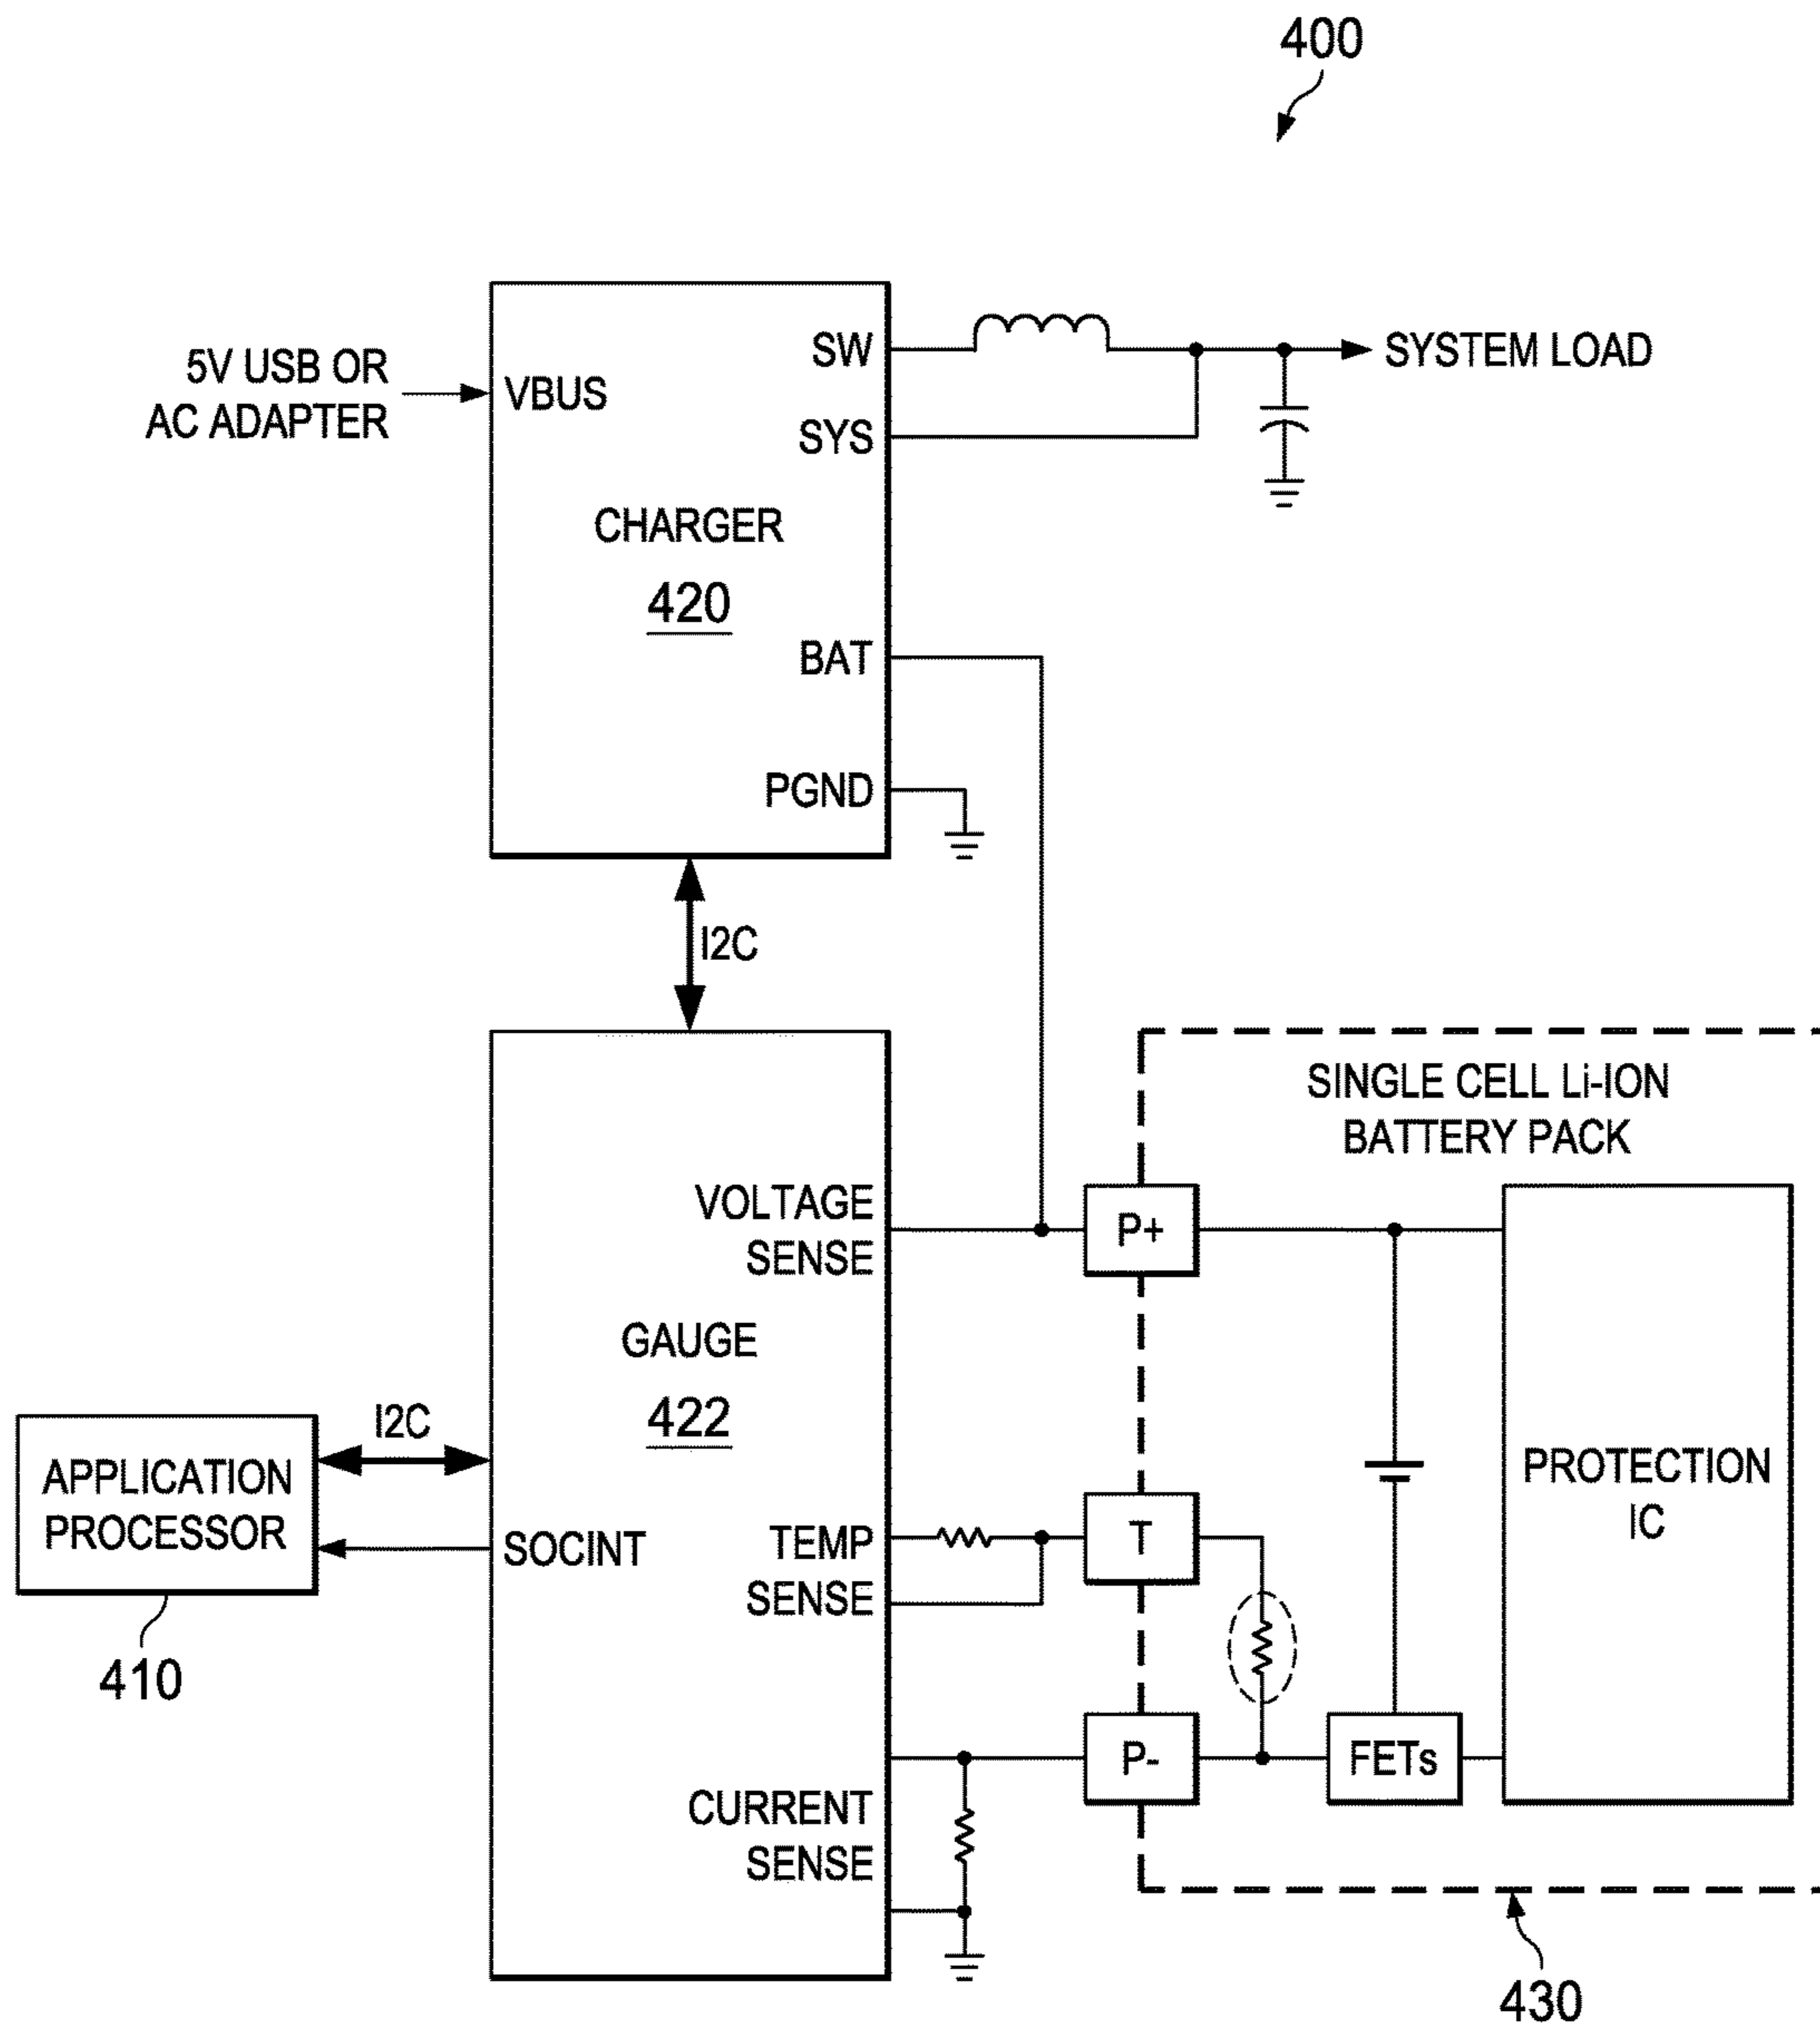 400
5V USB OR
AC ADAPTER
VBUS
SW
SYS
SYSTEM LOAD
CHARGER
420
BAT
PGND
I2C
SINGLE CELL Li-ION
BATTERY PACK
VOLTAGE
SENSE
P+
GAUGE
422
I2C
APPLICATION
PROCESSOR
410
SOCINT
TEMP
SENSE
T
PROTECTION
IC
P-
FETs
CURRENT
SENSE
430